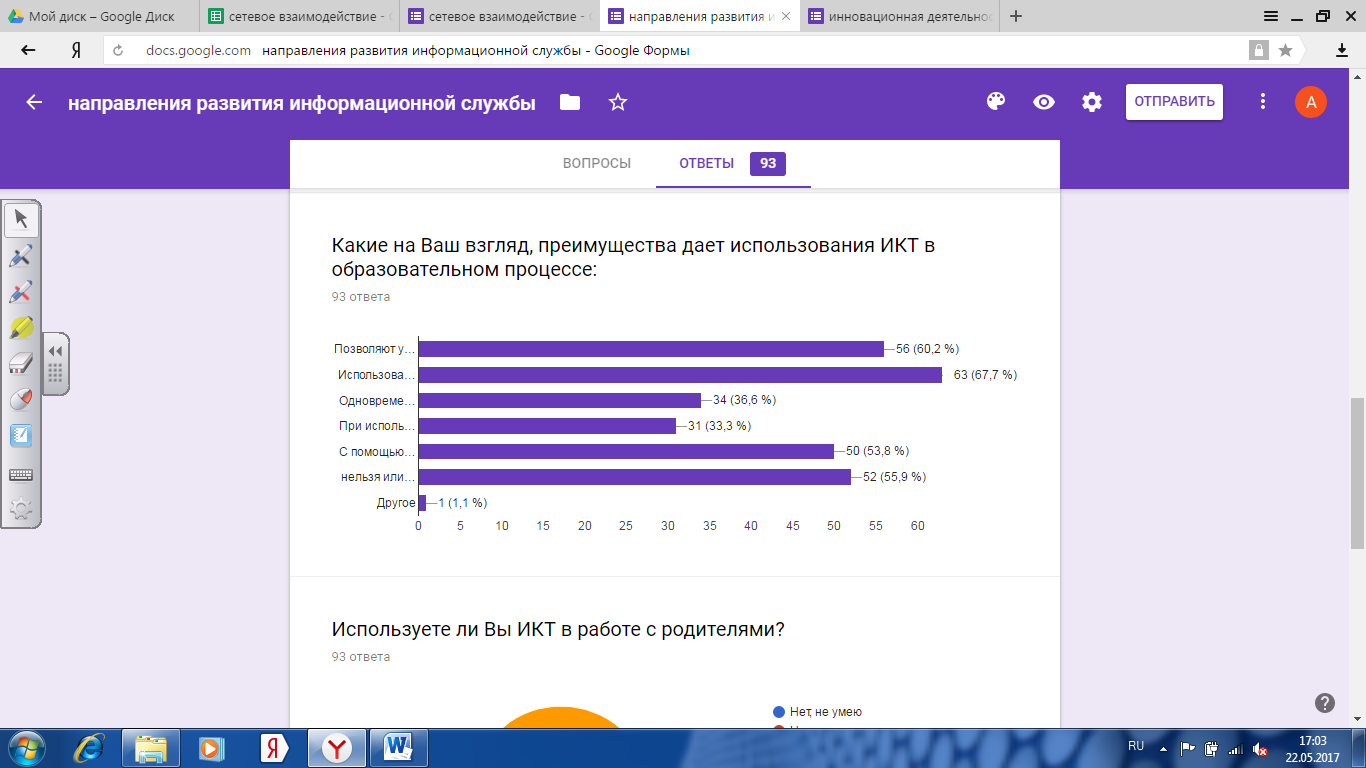 Мой диск – Google Диск
сетевое взаимодействие -
сетевое взаимодействие -
направления развития и
инновационная деятельнос
Я docs.google.com направления развития информационной службы - Google Формы
направления развития информационной службы
ОТПРАВИТЬ
А
ВОПРОСЫ
ОТВЕТЫ 93
Какие на Ваш взгляд, преимущества дает использования ИКТ в
образовательном процессе:
93 ответа
Позволяют у... 56 (60,2 %)
Использова... 63 (67,7 %)
Одновреме... 34 (36,6 %)
При исполь... 31 (33,3 %)
С помощью... 50 (53,8 %)
нельзя или... 52 (55,9 %)
Другое 1 (1,1 %)
0 5 10 15 20 25 30 35 40 45 50 55 60
Используете ли Вы ИКТ в работе с родителями?
93 ответа
Нет, не умею
RU
17:03
22.05.2017